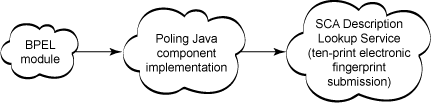 BPEL
module
Poling Java
component
implementation
SCA Description
Lookup Service
(ten-print electronic
fingerprint
submission)